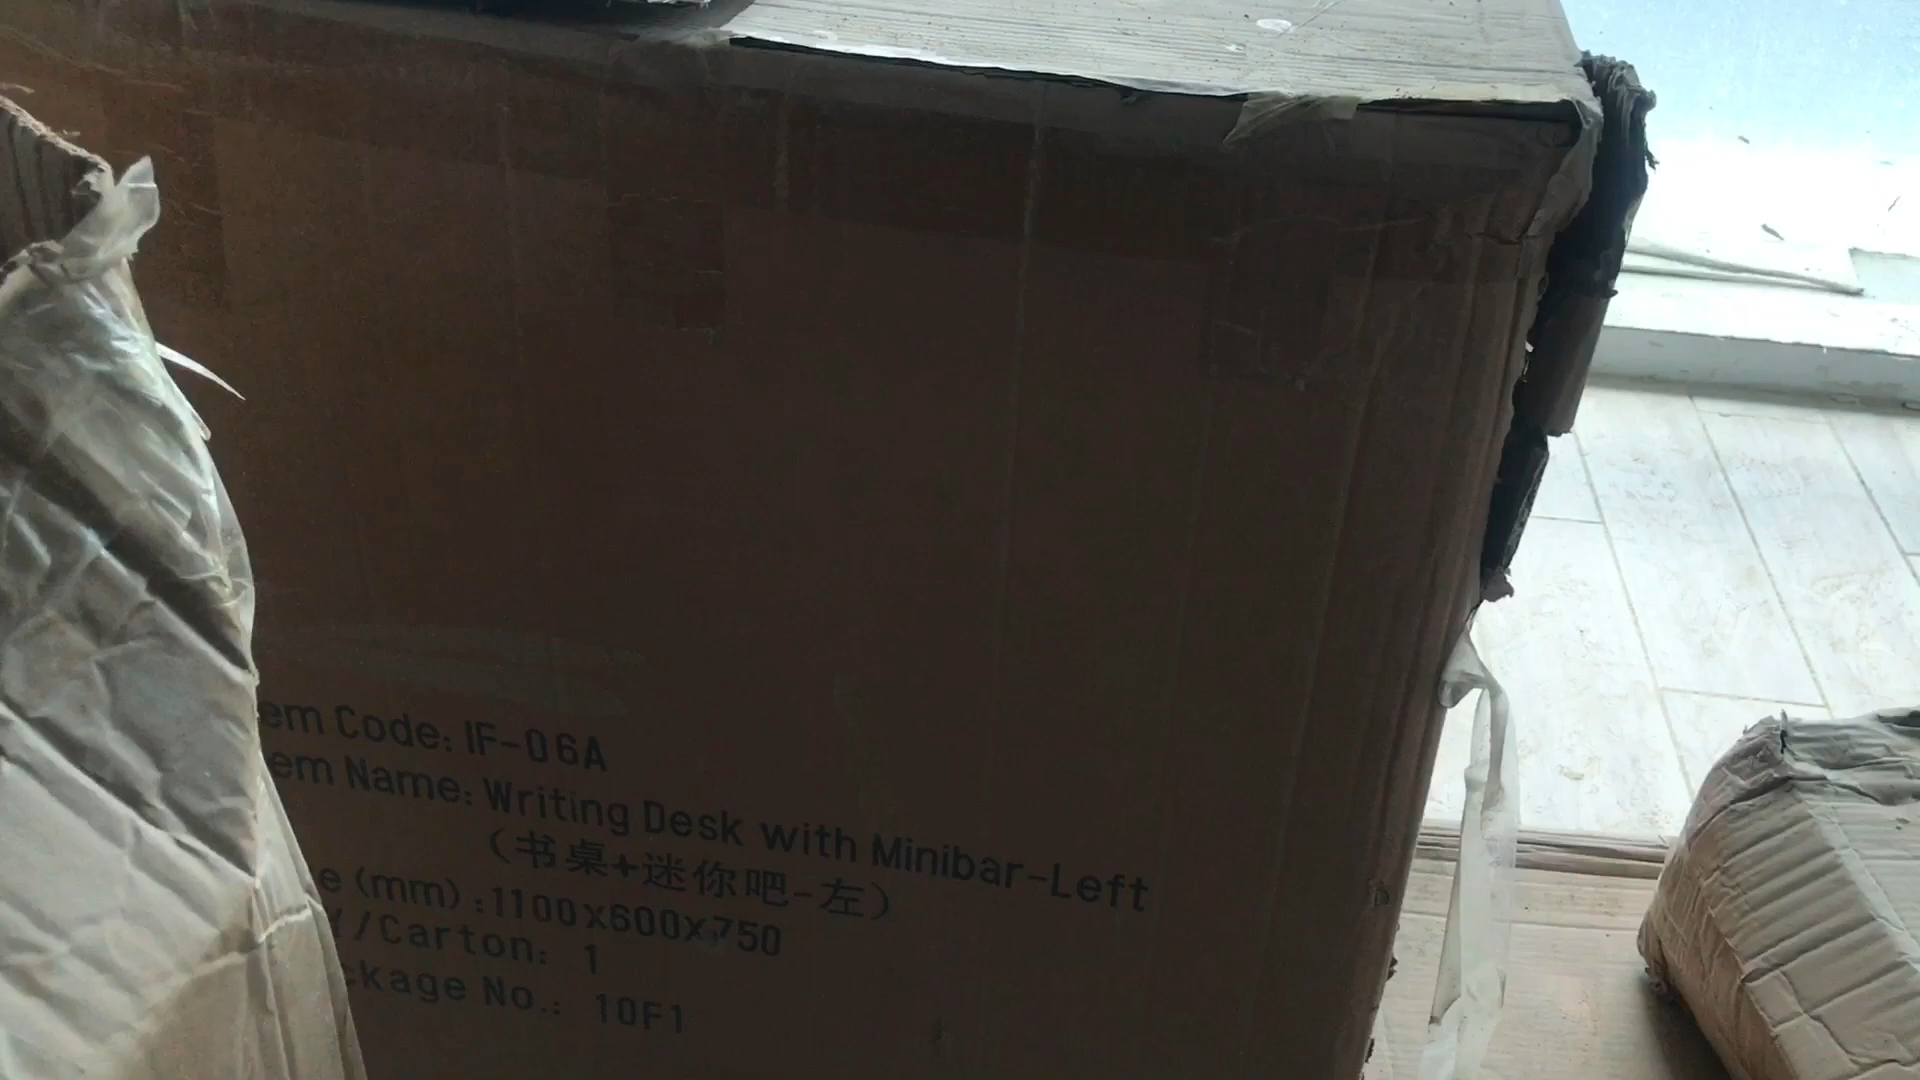 em Code: IF-06A
em Name: Writing Desk with Minibar-Left
(书桌+迷你吧-左)
e (mm) :1100x600x750
/Carton: 1
ckage No.: 10F1